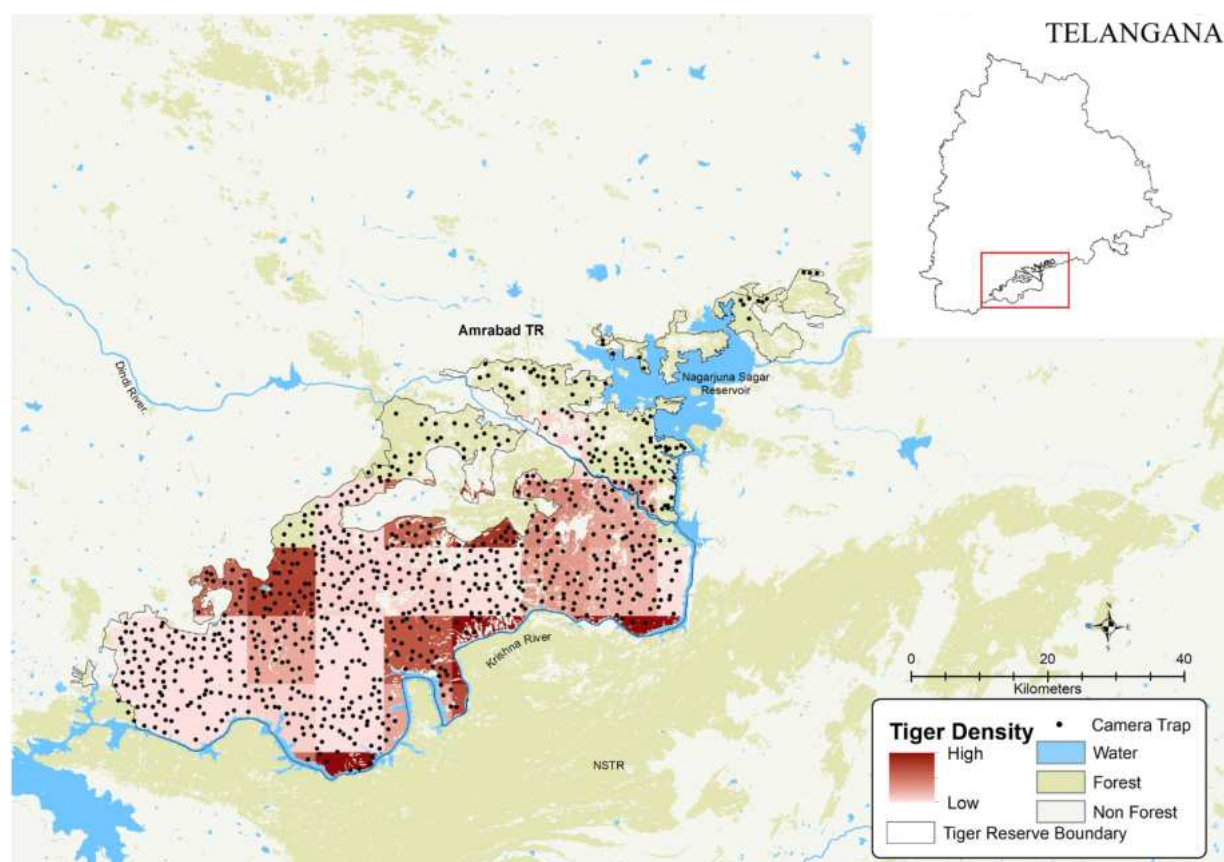 TELANGANA
Amrabad TR
Dindi River.
Nagarjuna Sagar
Reservoir
Krishna River
NSTR
N
E
S
0 20 40
Kilometers
Tiger Density
High
Low
Camera Trap
Water
Forest
Non Forest
Tiger Reserve Boundary